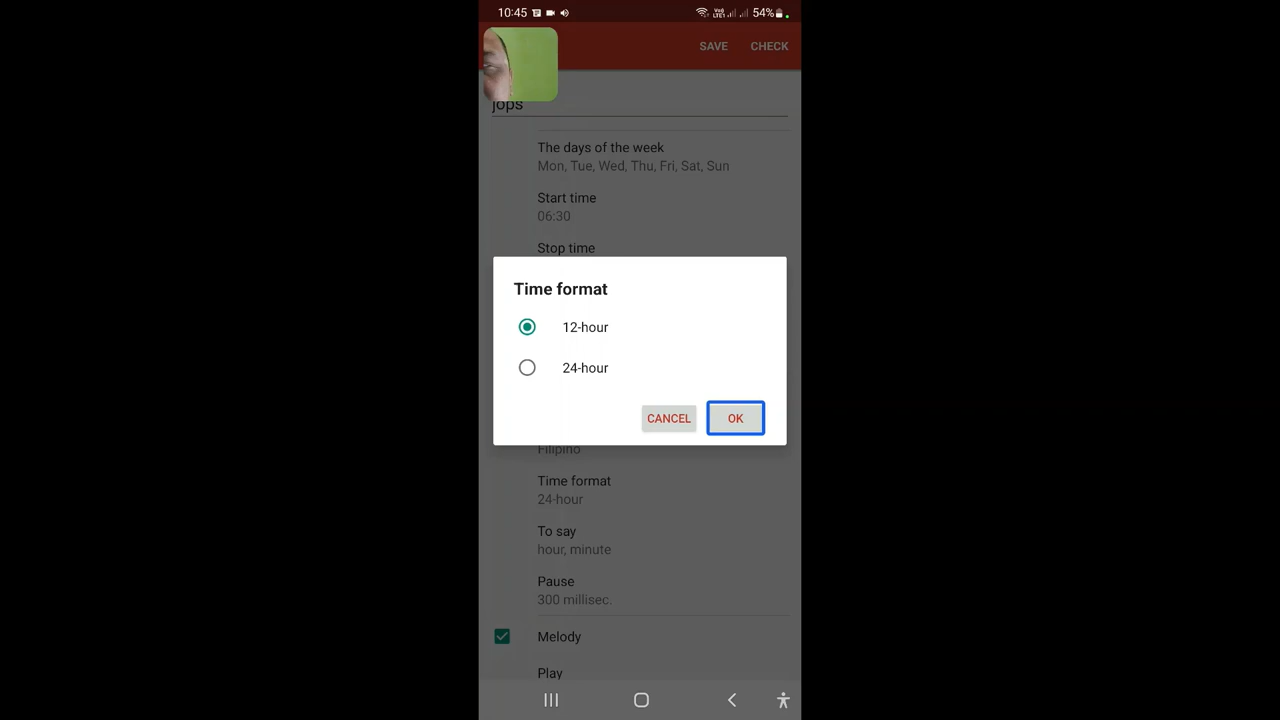 10:45 54%
SAVE CHECK
jops
The days of the week
Mon, Tue, Wed, Thu, Fri, Sat, Sun
Start time
06:30
Stop time
Time format
12-hour
24-hour
CANCEL OK
Filipino
Time format
24-hour
To say
hour, minute
Pause
300 millisec.
Melody
Play